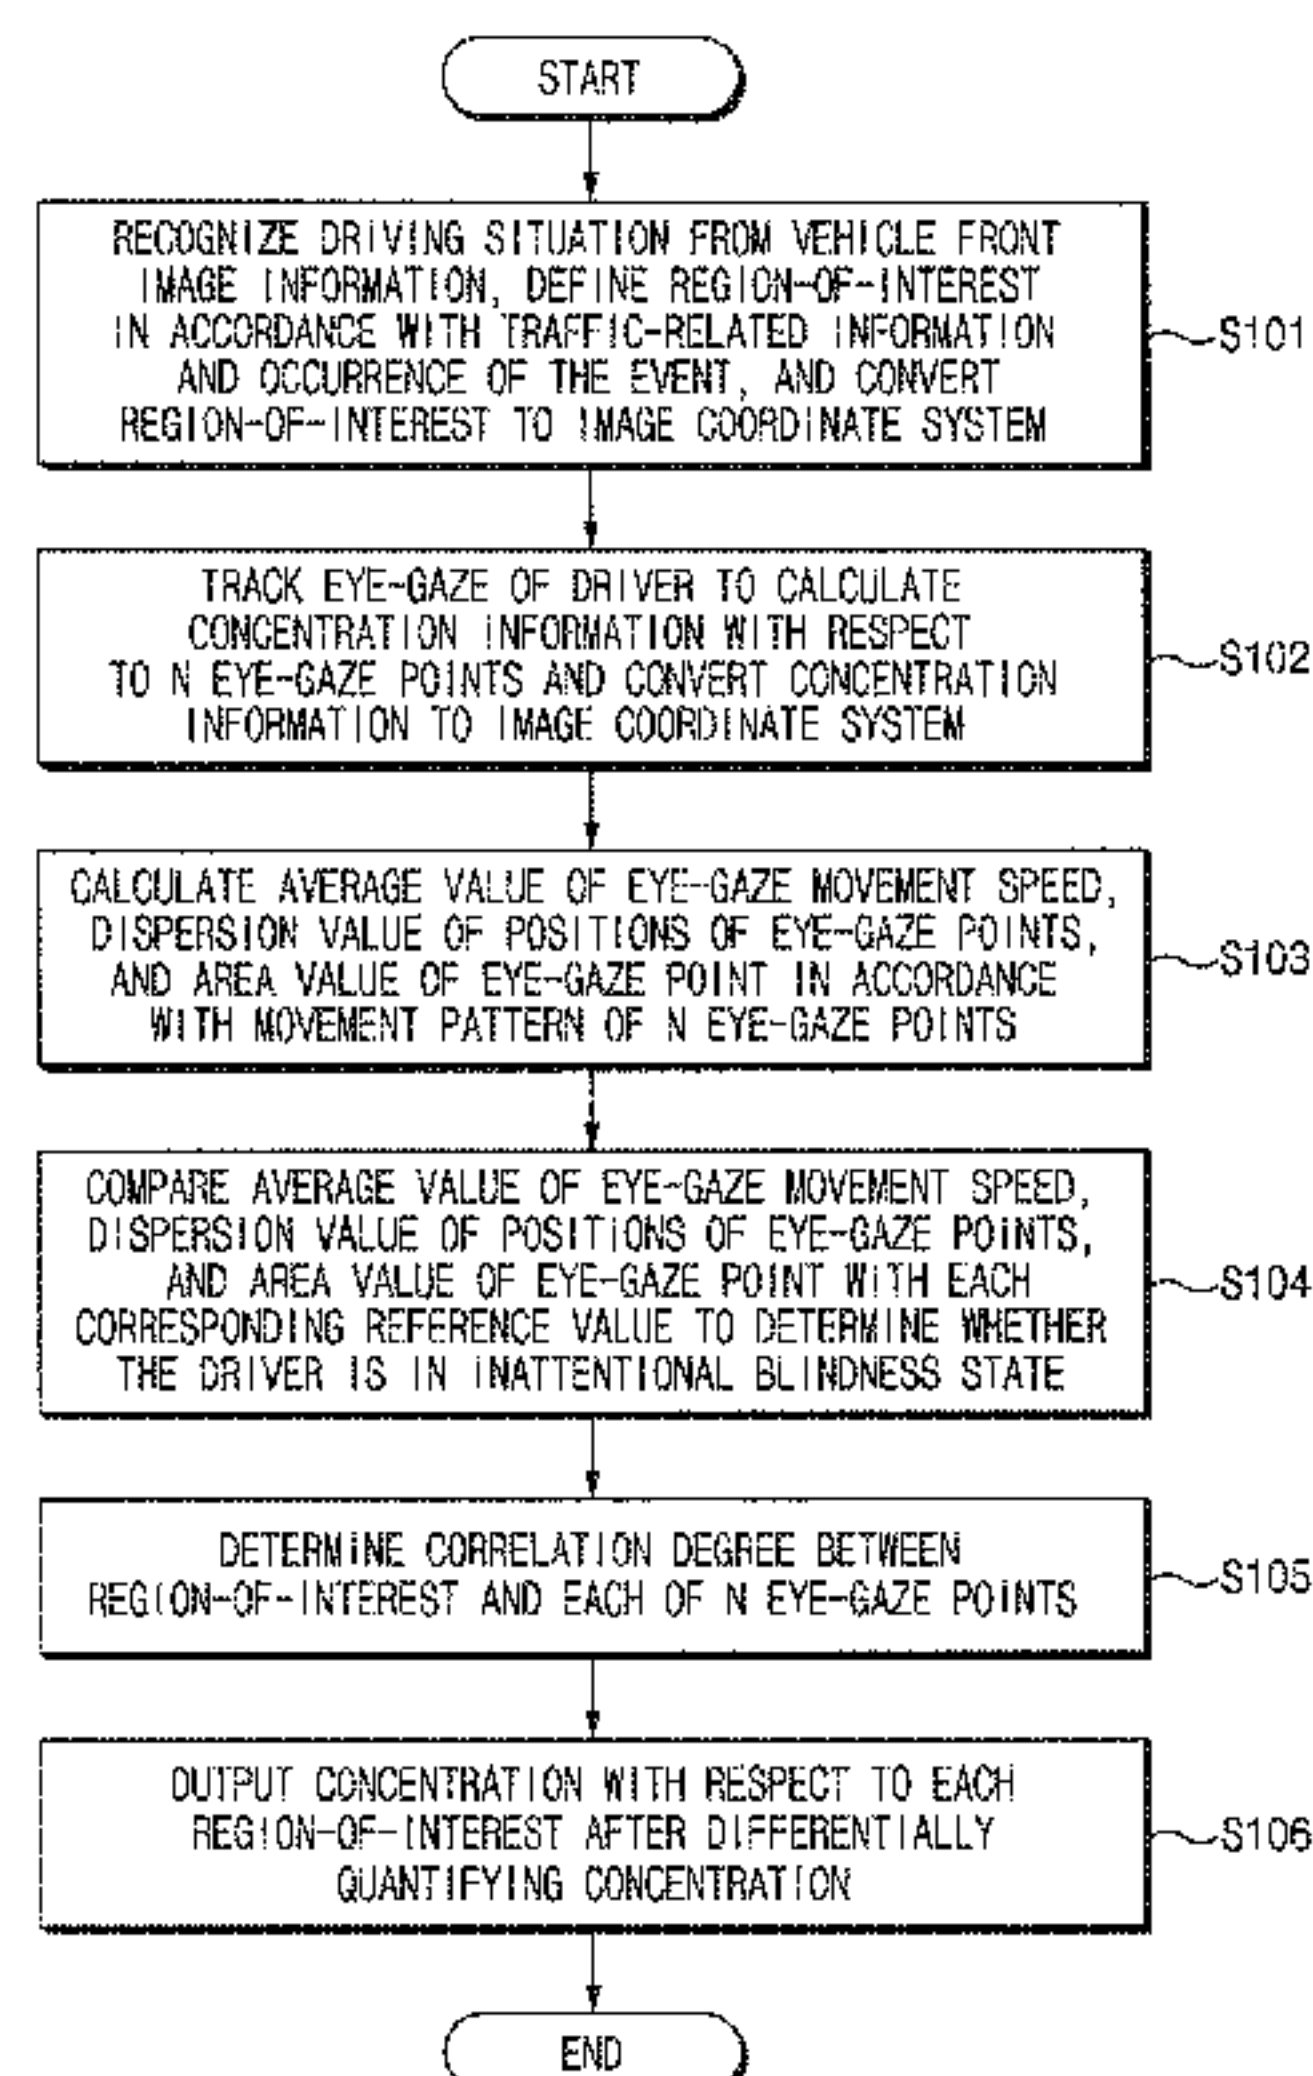 START
RECOGNIZE DRIVING SITUATION FROM VEHICLE FRONT
IMAGE INFORMATION, DEFINE REGION-OF-INTEREST
IN ACCORDANCE WITH TRAFFIC-RELATED INFORMATION
AND OCCURRENCE OF THE EVENT, AND CONVERT
REGION-OF-INTEREST TO IMAGE COORDINATE SYSTEM
S101
TRACK EYE-GAZE OF DRIVER TO CALCULATE
CONCENTRATION INFORMATION WITH RESPECT
TO N EYE-GAZE POINTS AND CONVERT CONCENTRATION
INFORMATION TO IMAGE COORDINATE SYSTEM
S102
CALCULATE AVERAGE VALUE OF EYE-GAZE MOVEMENT SPEED,
DISPERSION VALUE OF POSITIONS OF EYE-GAZE POINTS,
AND AREA VALUE OF EYE-GAZE POINT IN ACCORDANCE
WITH MOVEMENT PATTERN OF N EYE-GAZE POINTS
S103
COMPARE AVERAGE VALUE OF EYE-GAZE MOVEMENT SPEED,
DISPERSION VALUE OF POSITIONS OF EYE-GAZE POINTS,
AND AREA VALUE OF EYE-GAZE POINT WITH EACH
CORRESPONDING REFERENCE VALUE TO DETERMINE WHETHER
THE DRIVER IS IN INATTENTIONAL BLINDNESS STATE
S104
DETERMINE CORRELATION DEGREE BETWEEN
REGION-OF-INTEREST AND EACH OF N EYE-GAZE POINTS
S105
OUTPUT CONCENTRATION WITH RESPECT TO EACH
REGION-OF-INTEREST AFTER DIFFERENTIALLY
QUANTIFYING CONCENTRATION
S106
END